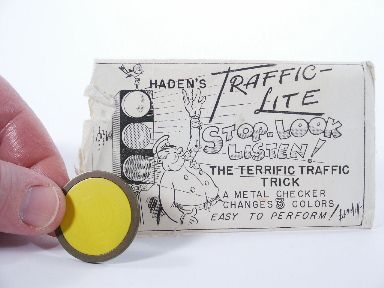 HADEN'S
TRAFFIC-
LITE
STOP-LOOK
LISTEN!
THE TERRIFIC TRAFFIC
TRICK
A METAL CHECKER
CHANGES 3 COLORS
EASY TO PERFORM!